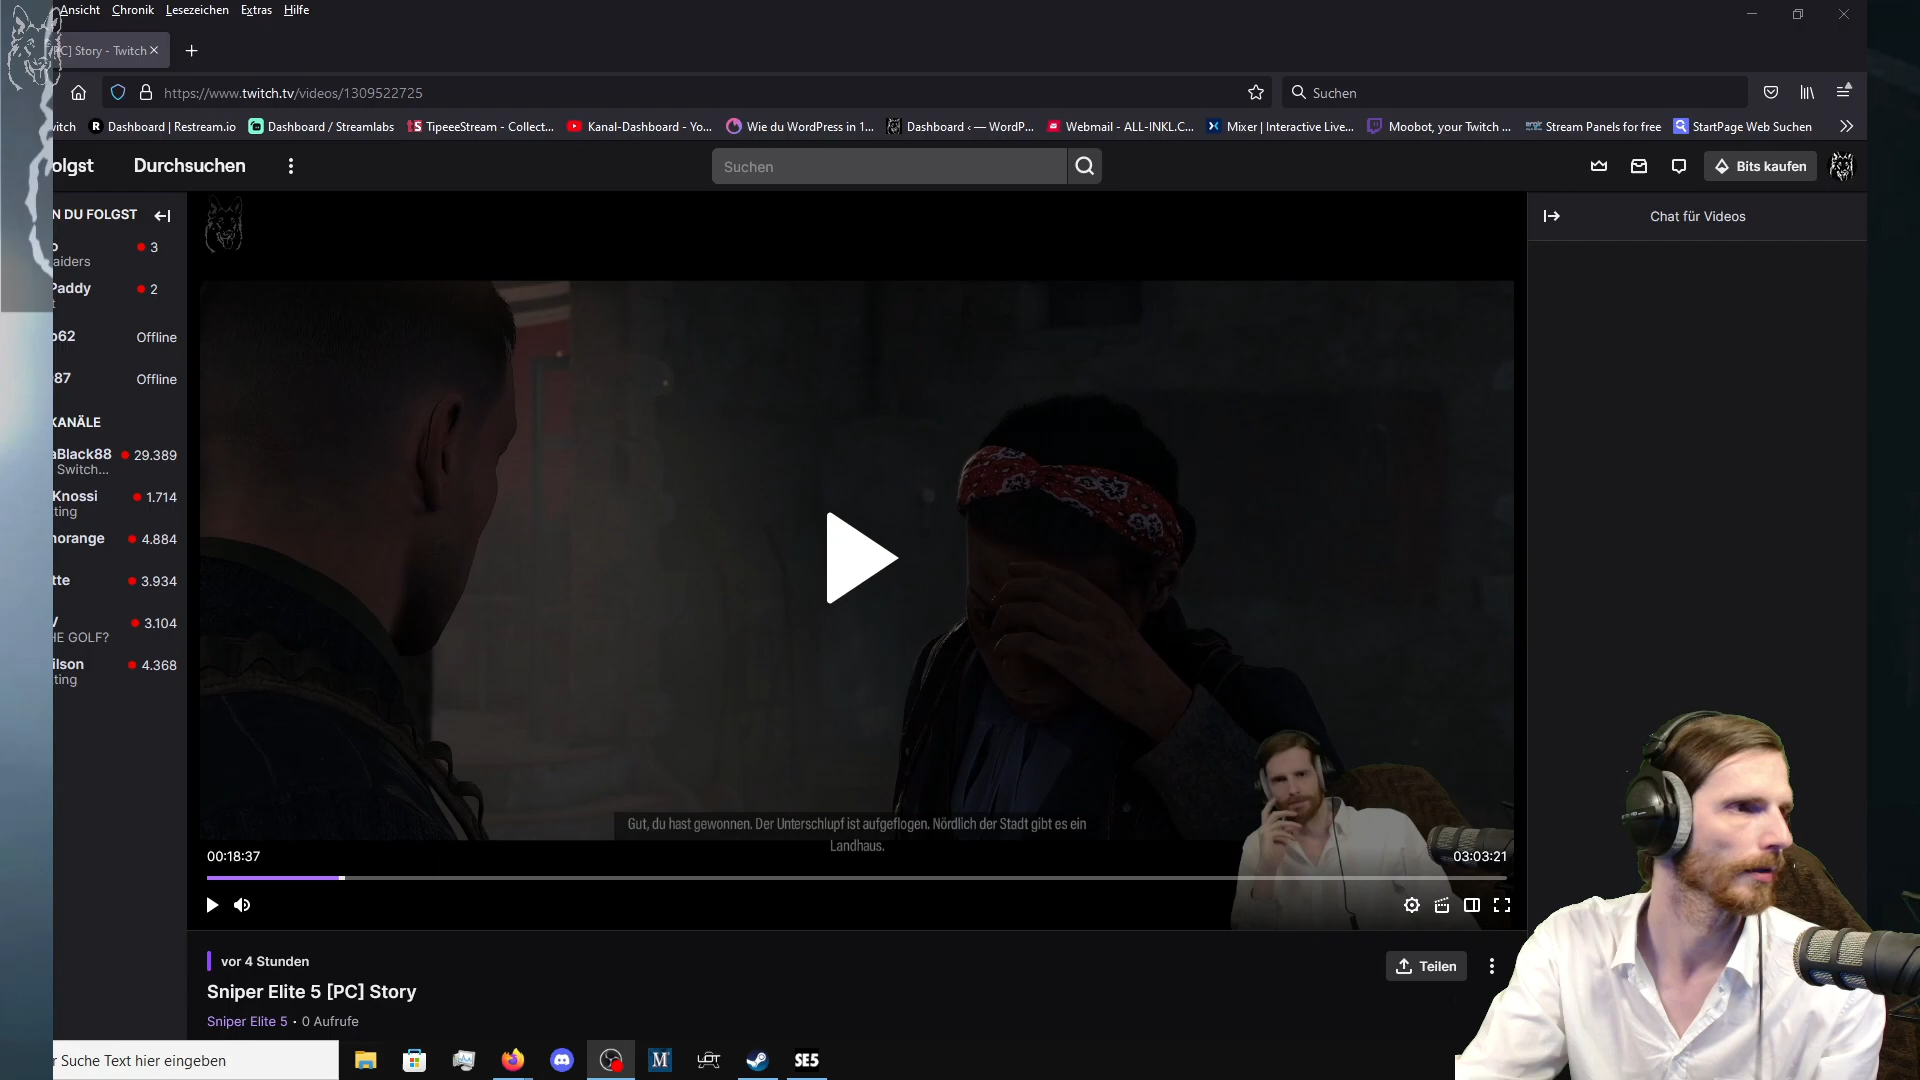 Ansicht Chronik Lesezeichen Extras Hilfe
PC] Story - Twitch
https://www.twitch.tv/videos/1309522725
Suchen
witch Dashboard | Restream.io Dashboard / Streamlabs TipeeeStream - Collect... Kanal-Dashboard - Yo... Wie du WordPress in 1... Dashboard ‹ — WordP... Webmail - ALL-INKL.C... Mixer | Interactive Live... Moobot, your Twitch ... Stream Panels for free StartPage Web Suchen
olgst Durchsuchen
Suchen
Bits kaufen
N DU FOLGST
Chat für Videos
o 3
aiders
Paddy 2
t
o62 Offline
87 Offline
KANÄLE
aBlack88 29.389
Switch...
Knossi 1.714
ting
norange 4.884
tte 3.934
V 3.104
HE GOLF?
ilson 4.368
ting
Gut, du hast gewonnen. Der Unterschlupf ist aufgeflogen. Nördlich der Stadt gibt es ein
Landhaus.
00:18:37
03:03:21
vor 4 Stunden
Teilen
Sniper Elite 5 [PC] Story
Sniper Elite 5 • 0 Aufrufe
r Suche Text hier eingeben
M
SE5